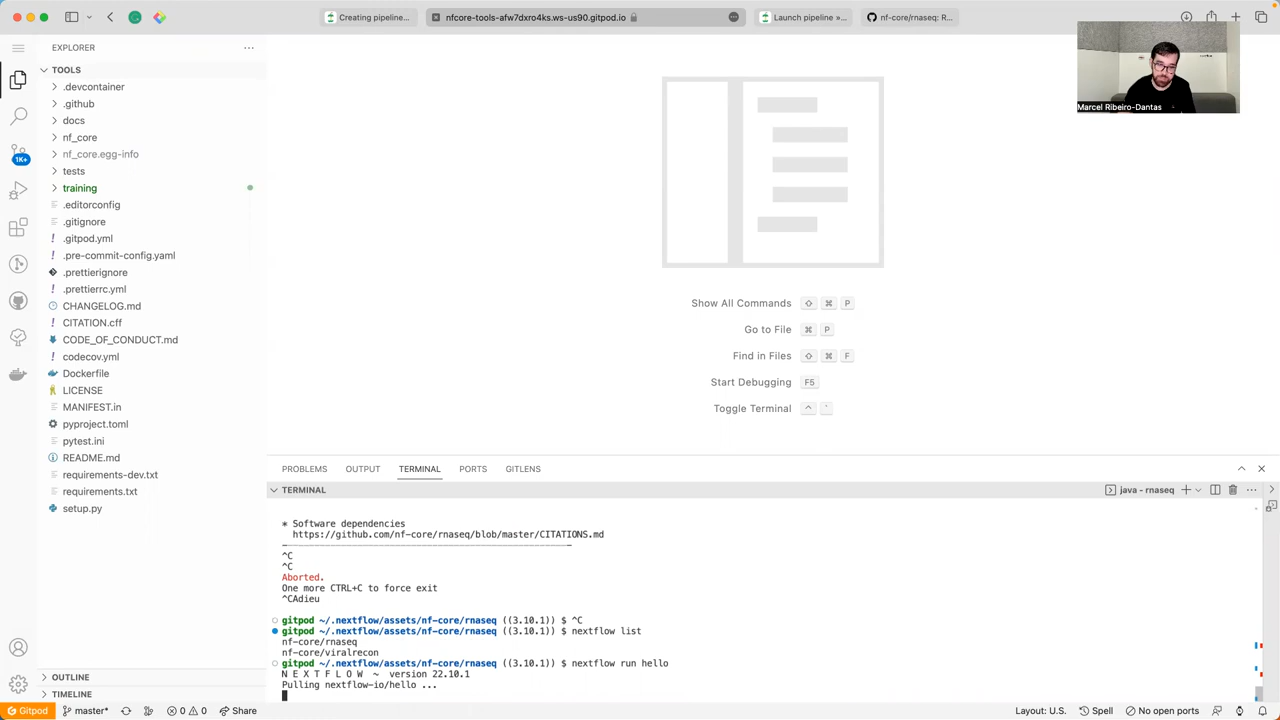 Creating pipeline...
nfcore-tools-afw7dxro4ks.ws-us90.gitpod.io
Launch pipeline »...
nf-core/rnaseq: R...
Marcel Ribeiro-Dantas
EXPLORER
TOOLS
.devcontainer
.github
docs
nf_core
nf_core.egg-info
tests
training
.editorconfig
.gitignore
.gitpod.yml
.pre-commit-config.yaml
.prettierignore
.prettierrc.yml
CHANGELOG.md
CITATION.cff
CODE_OF_CONDUCT.md
codecov.yml
Dockerfile
LICENSE
MANIFEST.in
pyproject.toml
pytest.ini
README.md
requirements-dev.txt
requirements.txt
setup.py
OUTLINE
TIMELINE
1K+
Show All Commands ⇧ ⌘ P
Go to File ⌘ P
Find in Files ⇧ ⌘ F
Start Debugging F5
Toggle Terminal ^ `
PROBLEMS OUTPUT TERMINAL PORTS GITLENS
TERMINAL
java - rnaseq
* Software dependencies
https://github.com/nf-core/rnaseq/blob/master/CITATIONS.md
------------------------------------------------------
^C
^C
Aborted.
One more CTRL+C to force exit
^CAdieu
gitpod ~/.nextflow/assets/nf-core/rnaseq ((3.10.1)) $ ^C
gitpod ~/.nextflow/assets/nf-core/rnaseq ((3.10.1)) $ nextflow list
nf-core/rnaseq
nf-core/viralrecon
gitpod ~/.nextflow/assets/nf-core/rnaseq ((3.10.1)) $ nextflow run hello
N E X T F L O W ~ version 22.10.1
Pulling nextflow-io/hello ...
Gitpod master* 0 0 Share Layout: U.S. Spell No open ports